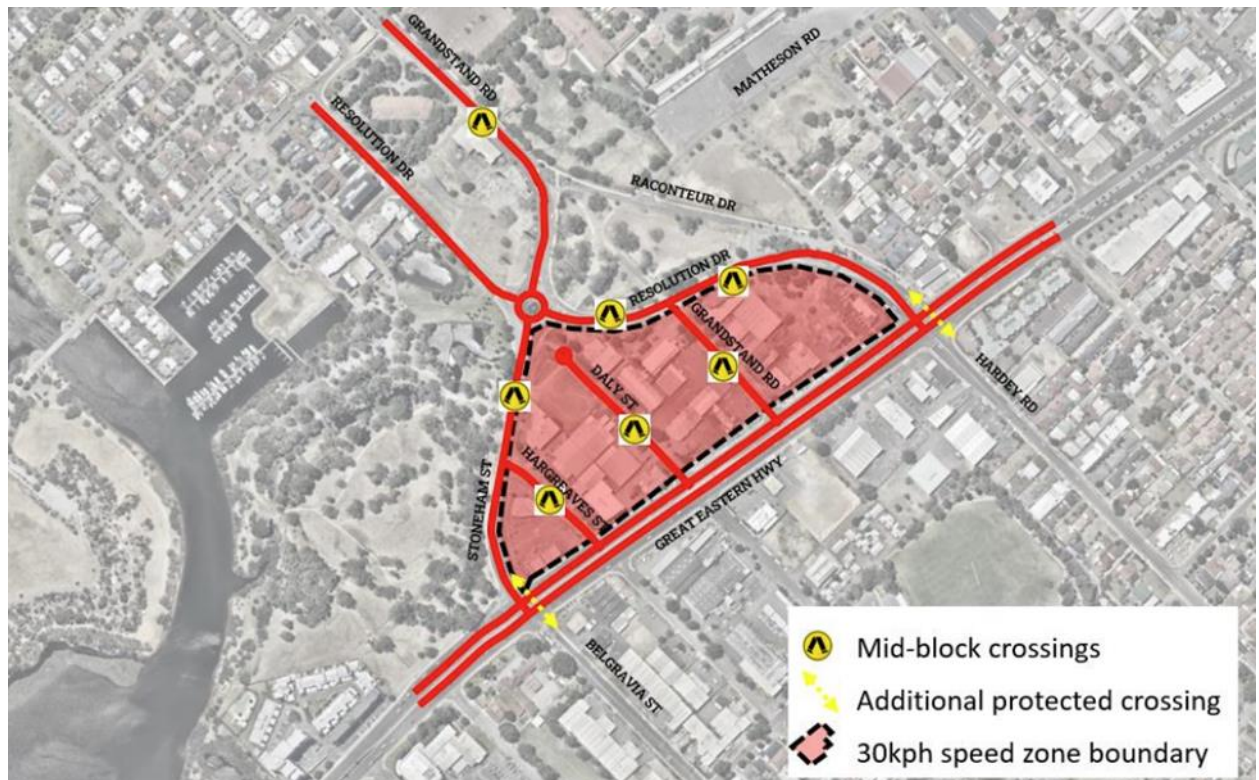 GRANDSTAND RD
MATHESON RD
RESOLUTION DR
RACONTEUR DR
RESOLUTION DR
GRANDSTAND RD
DALY ST
HARDEY RD
HARGREAVES ST
STONEHAM ST
GREAT EASTERN HWY
BELGRAVIA ST
Mid-block crossings
Additional protected crossing
30kph speed zone boundary